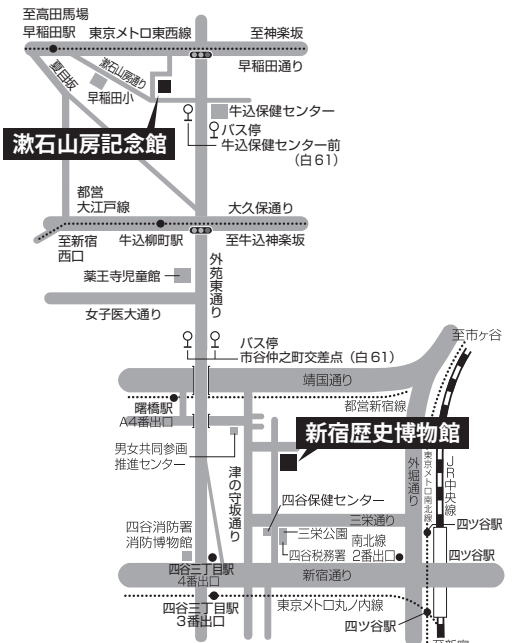 至高田馬場
早稲田駅
東京メトロ東西線
至神楽坂
早稲田通り
夏目坂
漱石山房通り
早稲田小
牛込保健センター
バス停
牛込保健センター前
（白61）
漱石山房記念館
都営
大江戸線
大久保通り
至新宿
西口
牛込柳町駅
至牛込神楽坂
外苑東通り
薬王寺児童館
女子医大通り
バス停
市谷仲之町交差点（白61）
至市ヶ谷
靖国通り
都営新宿線
曙橋駅
A4番出口
新宿歴史博物館
男女共同参画
推進センター
津の守坂通り
外堀通り
東京メトロ南北線
JR中央線
四谷保健センター
三栄通り
三栄公園
四谷税務署
南北線
2番出口
四ツ谷駅
四ツ谷駅
四谷消防署
消防博物館
四谷三丁目駅
4番出口
新宿通り
四谷三丁目駅
3番出口
東京メトロ丸ノ内線
四ツ谷駅
至新宿